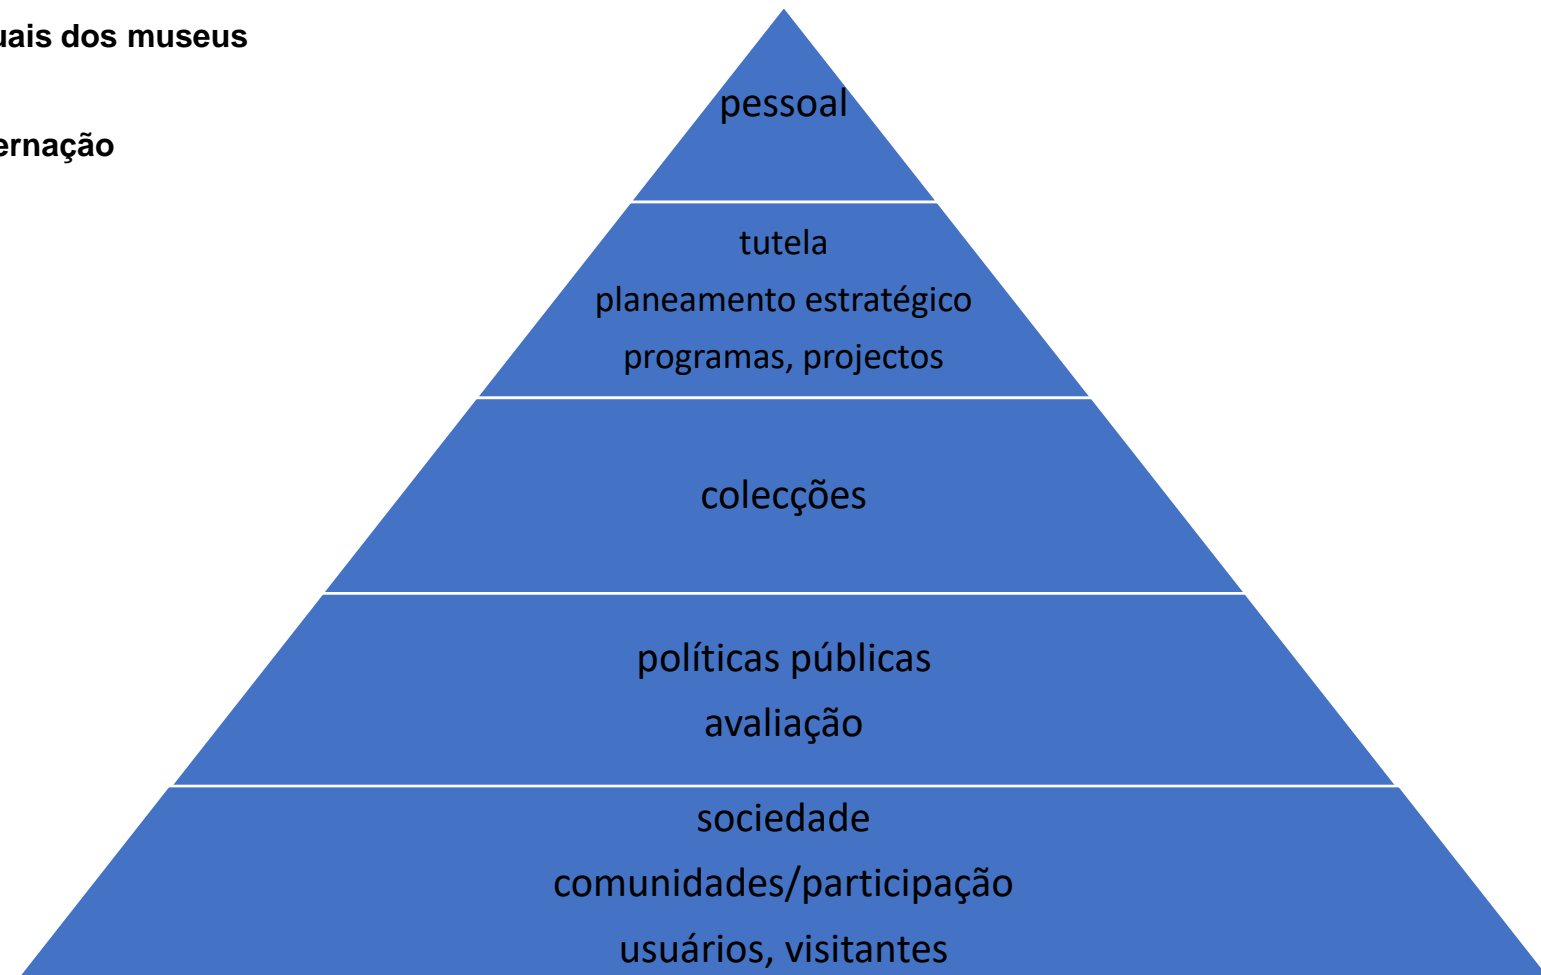 uais dos museus
ernação
pessoal
tutela
planeamento estratégico
programas, projectos
colecções
políticas públicas
avaliação
sociedade
comunidades/participação
usuários, visitantes